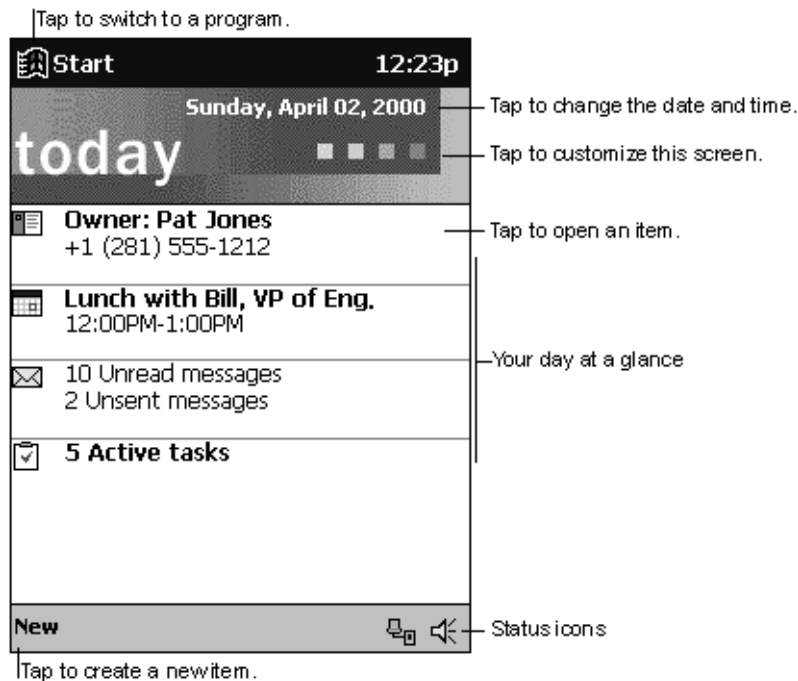 Tap to switch to a program.
Start 12:23p
Sunday, April 02, 2000
Tap to change the date and time.
today
Tap to customize this screen.
Owner: Pat Jones
+1 (281) 555-1212
Tap to open an item.
Lunch with Bill, VP of Eng.
12:00PM-1:00PM
10 Unread messages
2 Unsent messages
Your day at a glance
5 Active tasks
New
Status icons
Tap to create a new item.